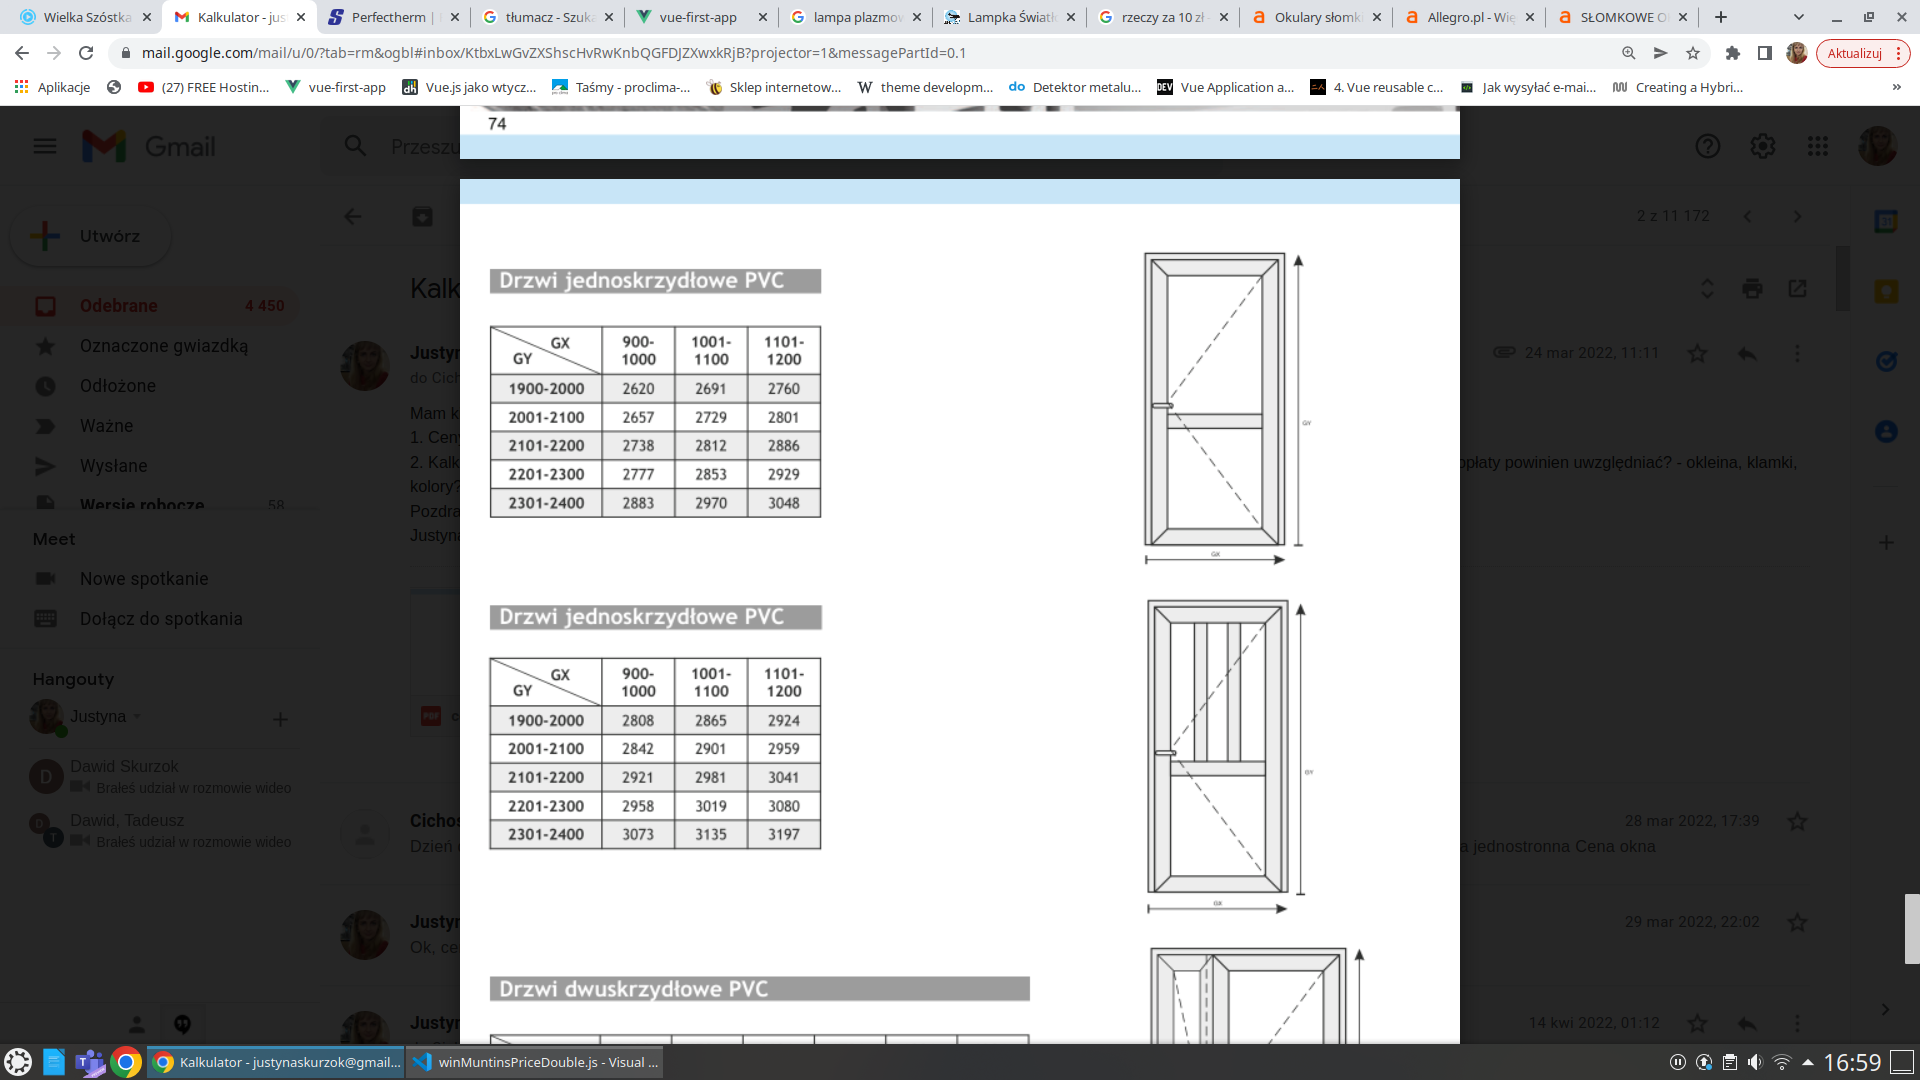 Wielka Szóstka
Kalkulator - jus
Perfectherm |
tłumacz - Szuka
vue-first-app
lampa plazmow
Lampka Światł
rzeczy za 10 zł -
Okulary słomk
Allegro.pl - Wię
SŁOMKOWE O
mail.google.com/mail/u/0/?tab=rm&ogbl#inbox/KtbxLwGvZXShscHvRwKnbQGFDJZXwxkRjB?projector=1&messagePartId=0.1
Aktualizuj
Aplikacje
(27) FREE Hostin...
vue-first-app
Vue.js jako wtycz...
Taśmy - proclima-...
Sklep internetow...
theme developm...
Detektor metalu...
Vue Application a...
4. Vue reusable c...
Jak wysyłać e-mai...
Creating a Hybri...
»
74
Gmail
Przeszu
Utwórz
2 z 11 172
Odebrane 4 450
Oznaczone gwiazdką
Odłożone
Ważne
Wysłane
Wersje robocze 58
Meet
Nowe spotkanie
Dołącz do spotkania
Hangouty
Justyna
Dawid Skurzok
Brałeś udział w rozmowie wideo
Dawid, Tadeusz
Brałeś udział w rozmowie wideo
Kalk
Justyn
do Cich
24 mar 2022, 11:11
Mam k
1. Ceny
2. Kalk
opłaty powinien uwzględniać? - okleina, klamki,
kolory?
Pozdra
Justyna
PDF
Cichos
28 mar 2022, 17:39
Dzień
a jednostronna Cena okna
Justyn
29 mar 2022, 22:02
Ok, ce
Justyn
14 kwi 2022, 01:12
Drzwi jednoskrzydłowe PVC
GX GY 900-1000 1001-1100 1101-1200
1900-2000 2620 2691 2760
2001-2100 2657 2729 2801
2101-2200 2738 2812 2886
2201-2300 2777 2853 2929
2301-2400 2883 2970 3048
GY
GX
Drzwi jednoskrzydłowe PVC
GX GY 900-1000 1001-1100 1101-1200
1900-2000 2808 2865 2924
2001-2100 2842 2901 2959
2101-2200 2921 2981 3041
2201-2300 2958 3019 3080
2301-2400 3073 3135 3197
GY
GX
Drzwi dwuskrzydłowe PVC
Kalkulator - justynaskurzok@gmail...
winMuntinsPriceDouble.js - Visual ...
16:59